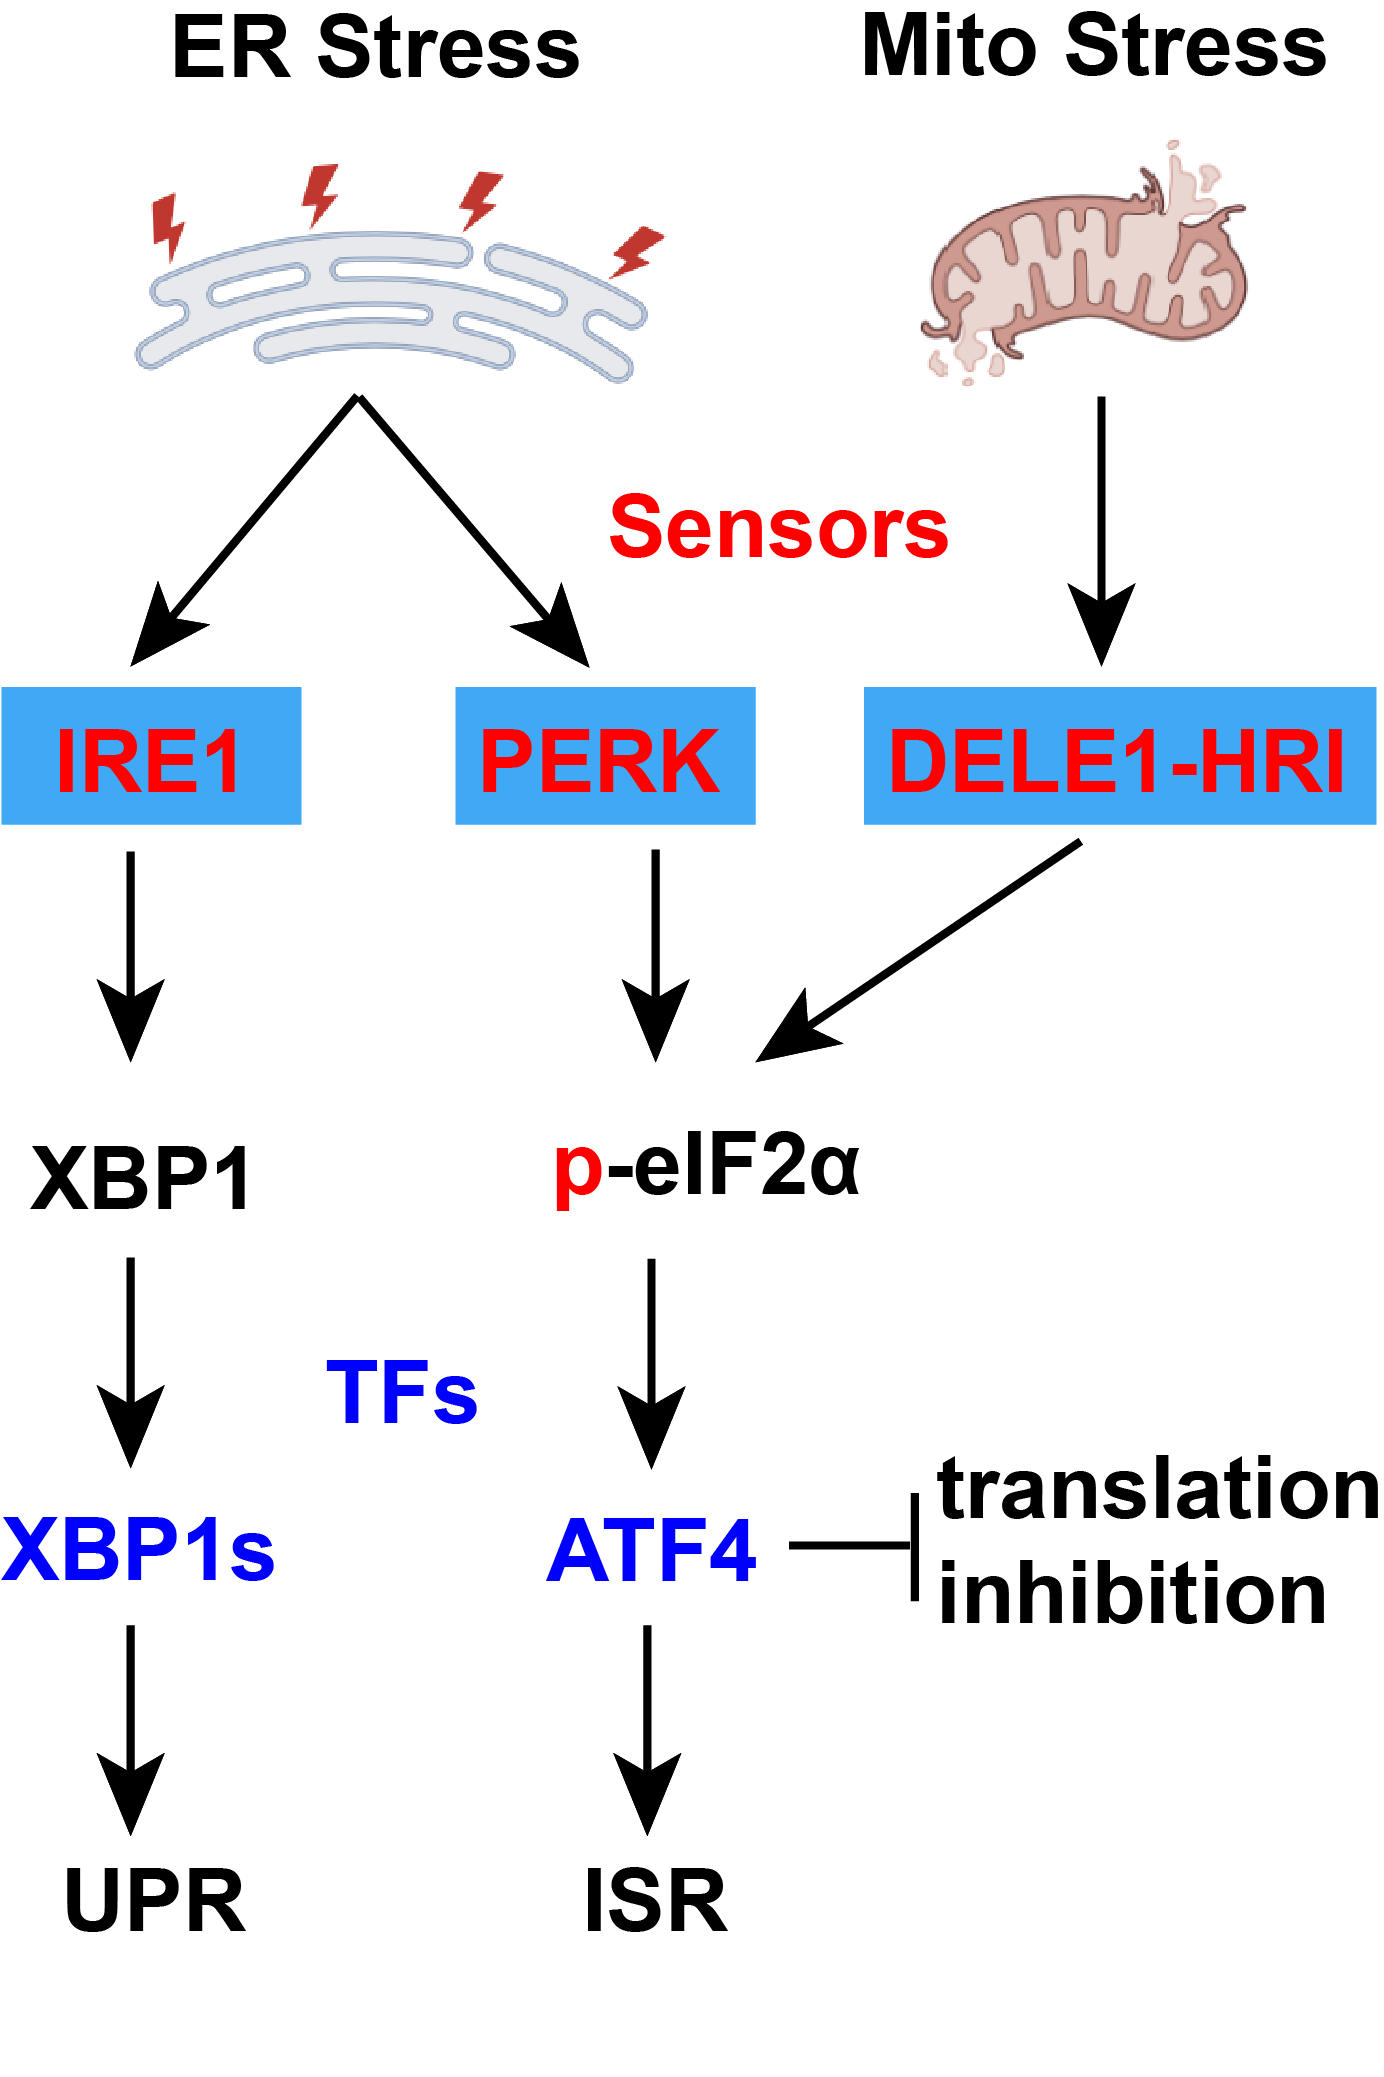 ER Stress
Mito Stress
Sensors
IRE1
PERK
DELE1-HRI
XBP1
p-eIF2α
TFs
XBP1s
ATF4
translation
inhibition
UPR
ISR